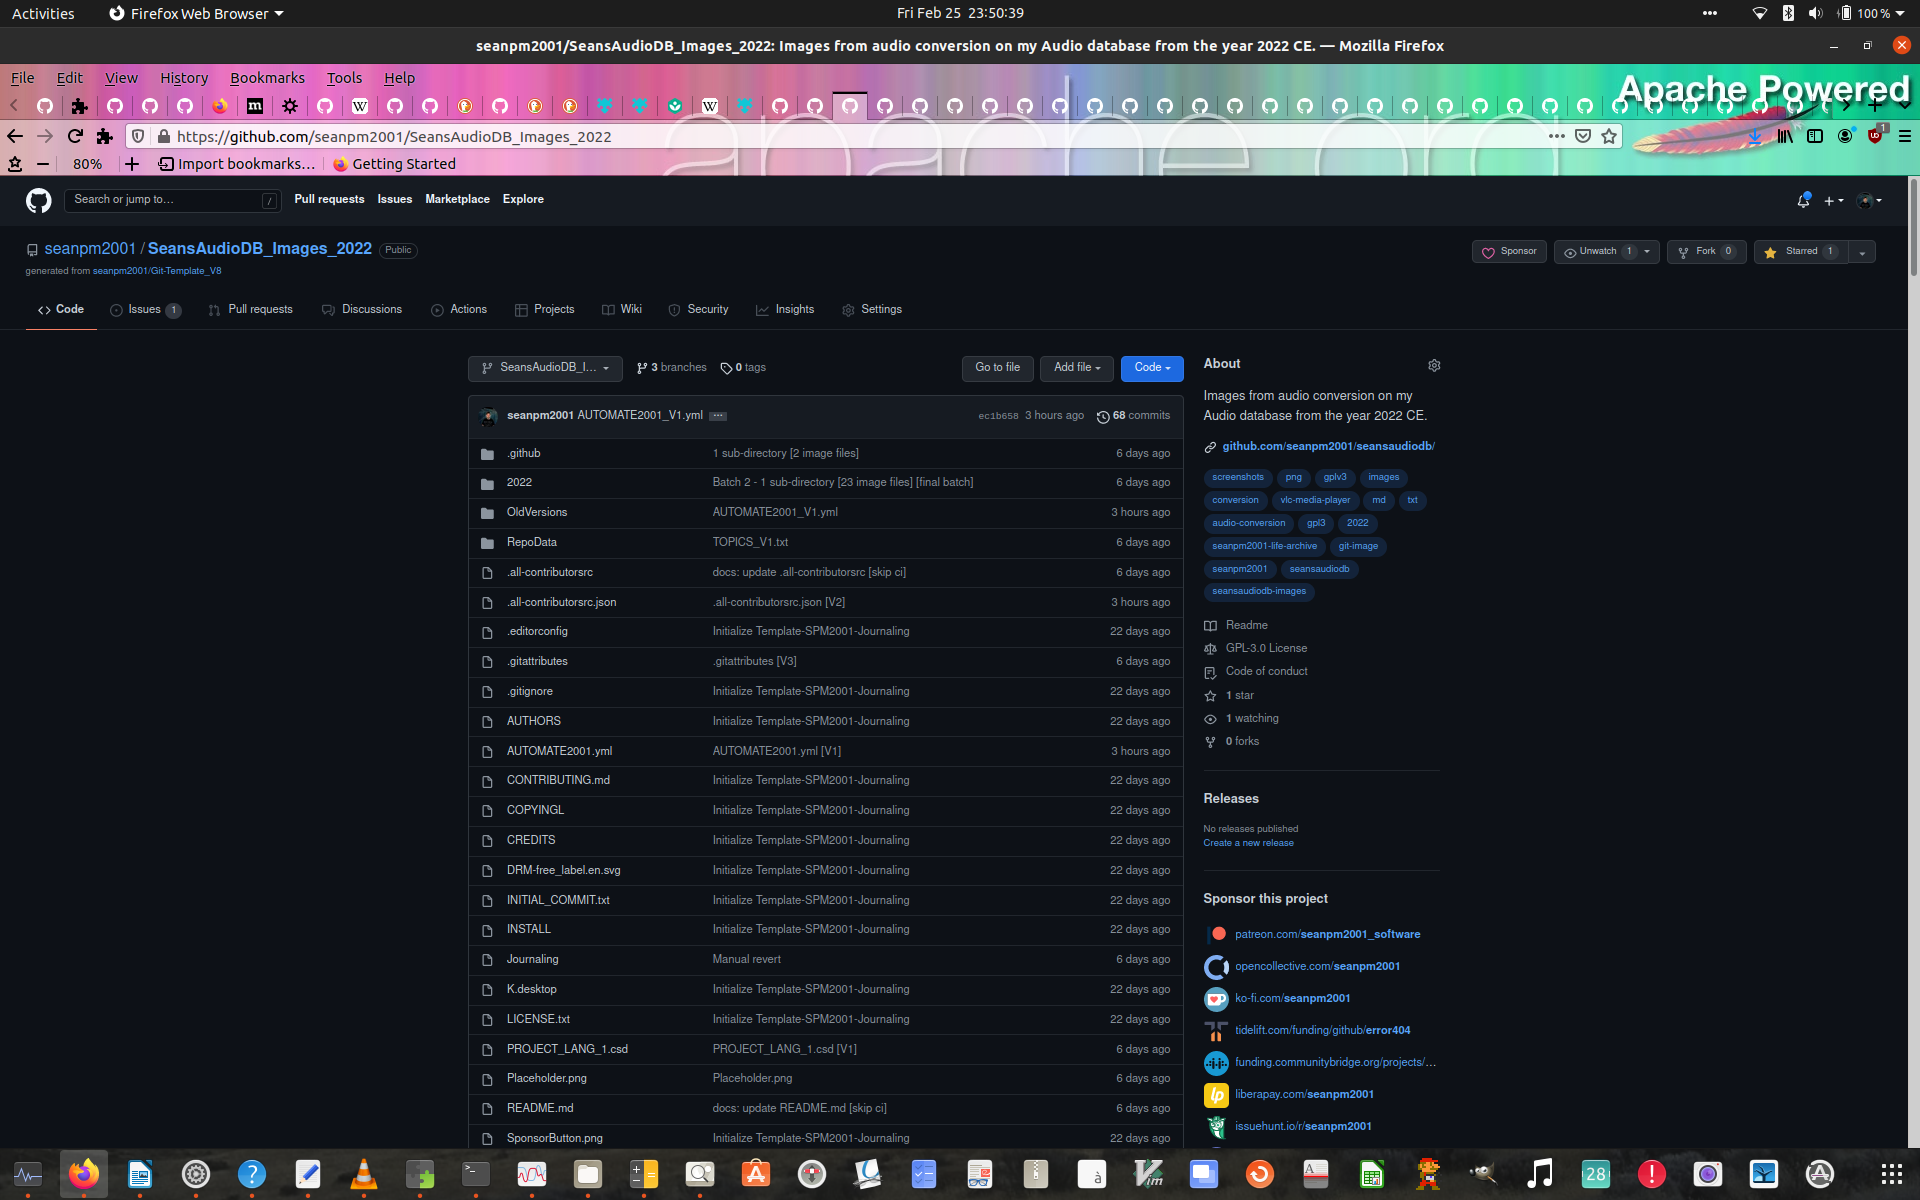 Activities Firefox Web Browser Fri Feb 25 23:50:39 100 %
seanpm2001/SeansAudioDB_Images_2022: Images from audio conversion on my Audio database from the year 2022 CE. — Mozilla Firefox
File Edit View History Bookmarks Tools Help
Apache Powered
https://github.com/seanpm2001/SeansAudioDB_Images_2022
80% Import bookmarks... Getting Started
Search or jump to... / Pull requests Issues Marketplace Explore
seanpm2001 / SeansAudioDB_Images_2022 Public
Sponsor Unwatch 1 Fork 0 Starred 1
generated from seanpm2001/Git-Template_V8
Code Issues 1 Pull requests Discussions Actions Projects Wiki Security Insights Settings
SeansAudioDB_I... 3 branches 0 tags Go to file Add file Code
seanpm2001 AUTOMATE2001_V1.yml ... ec1b658 3 hours ago 68 commits
.github 1 sub-directory [2 image files] 6 days ago
2022 Batch 2 - 1 sub-directory [23 image files] [final batch] 6 days ago
OldVersions AUTOMATE2001_V1.yml 3 hours ago
RepoData TOPICS_V1.txt 6 days ago
.all-contributorsrc docs: update .all-contributorsrc [skip ci] 6 days ago
.all-contributorsrc.json .all-contributorsrc.json [V2] 3 hours ago
.editorconfig Initialize Template-SPM2001-Journaling 22 days ago
.gitattributes .gitattributes [V3] 6 days ago
.gitignore Initialize Template-SPM2001-Journaling 22 days ago
AUTHORS Initialize Template-SPM2001-Journaling 22 days ago
AUTOMATE2001.yml AUTOMATE2001.yml [V1] 3 hours ago
CONTRIBUTING.md Initialize Template-SPM2001-Journaling 22 days ago
COPYINGL Initialize Template-SPM2001-Journaling 22 days ago
CREDITS Initialize Template-SPM2001-Journaling 22 days ago
DRM-free_label.en.svg Initialize Template-SPM2001-Journaling 22 days ago
INITIAL_COMMIT.txt Initialize Template-SPM2001-Journaling 22 days ago
INSTALL Initialize Template-SPM2001-Journaling 22 days ago
Journaling Manual revert 6 days ago
K.desktop Initialize Template-SPM2001-Journaling 22 days ago
LICENSE.txt Initialize Template-SPM2001-Journaling 22 days ago
PROJECT_LANG_1.csd PROJECT_LANG_1.csd [V1] 6 days ago
Placeholder.png Placeholder.png 6 days ago
README.md docs: update README.md [skip ci] 6 days ago
SponsorButton.png Initialize Template-SPM2001-Journaling 22 days ago
About
Images from audio conversion on my
Audio database from the year 2022 CE.
github.com/seanpm2001/seansaudiodb/
screenshots png gplv3 images
conversion vlc-media-player md txt
audio-conversion gpl3 2022
seanpm2001-life-archive git-image
seanpm2001 seansaudiodb
seansaudiodb-images
Readme
GPL-3.0 License
Code of conduct
1 star
1 watching
0 forks
Releases
No releases published
Create a new release
Sponsor this project
patreon.com/seanpm2001_software
opencollective.com/seanpm2001
ko-fi.com/seanpm2001
tidelift.com/funding/github/error404
funding.communitybridge.org/projects/...
liberapay.com/seanpm2001
issuehunt.io/r/seanpm2001
28